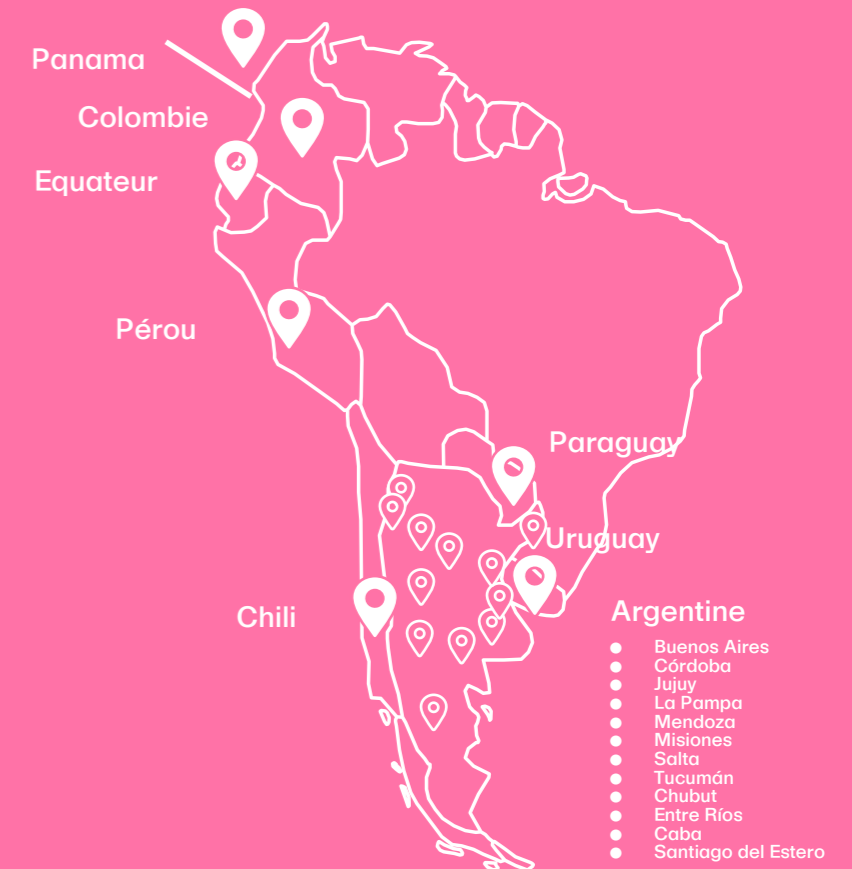 Panama
Colombie
Equateur
Pérou
Paraguay
Uruguay
Chili
Argentine
Buenos Aires
Córdoba
Jujuy
La Pampa
Mendoza
Misiones
Salta
Tucumán
Chubut
Entre Ríos
Caba
Santiago del Estero